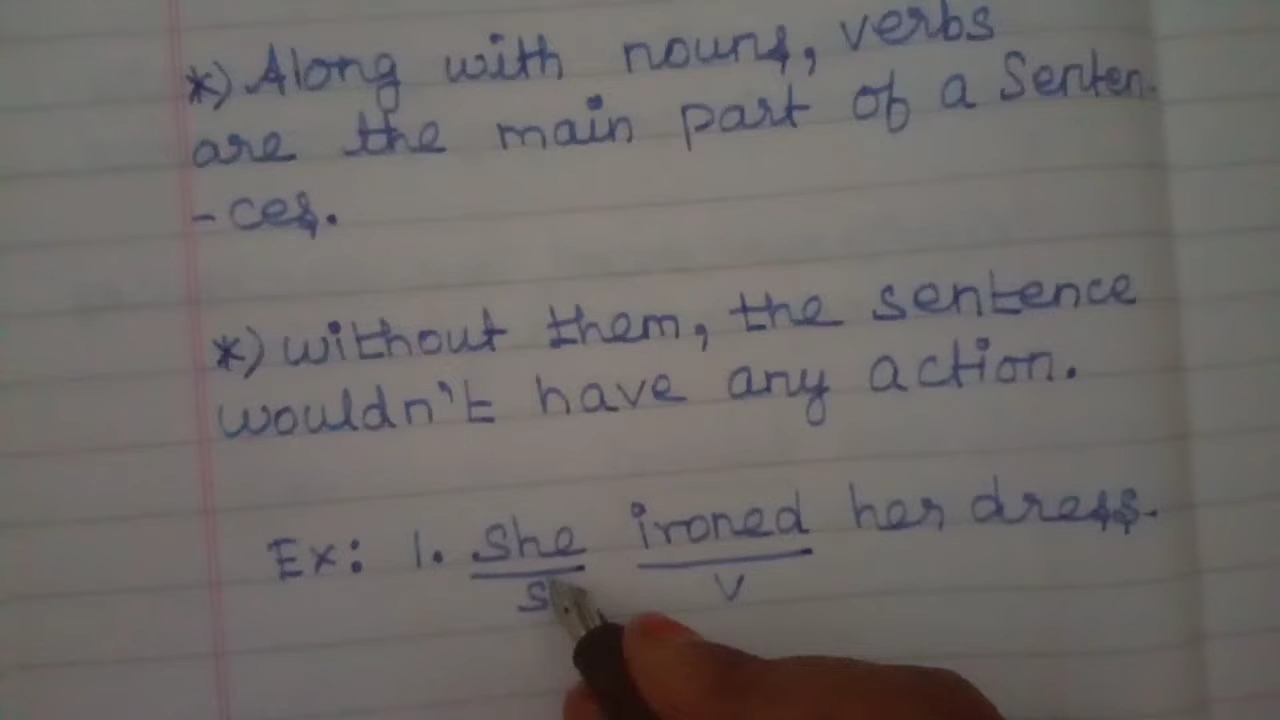 *) Along with nouns, verbs
are the main part of a Senten-
-ces.
*) without them, the sentence
wouldn't have any action.
Ex: 1. She ironed her dress.
S V